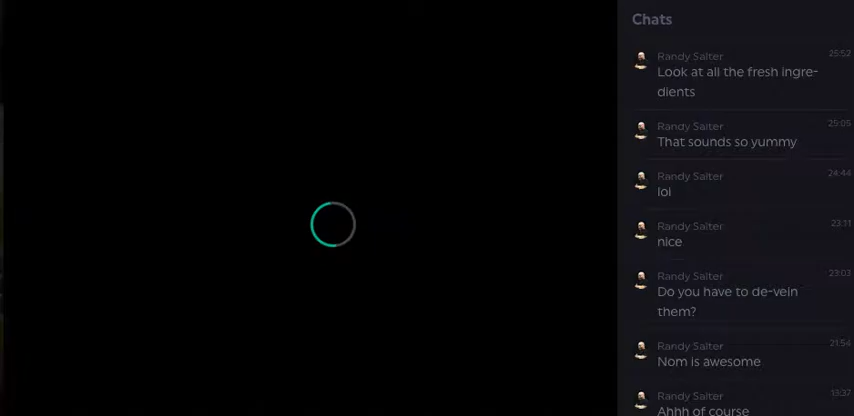 Chats
Randy Salter 25:52
Look at all the fresh ingre-
dients
Randy Salter 25:05
That sounds so yummy
Randy Salter 24:44
lol
Randy Salter 23:11
nice
Randy Salter 23:03
Do you have to de-vein
them?
Randy Salter 21:54
Nom is awesome
Randy Salter 13:37
Ahhh of course